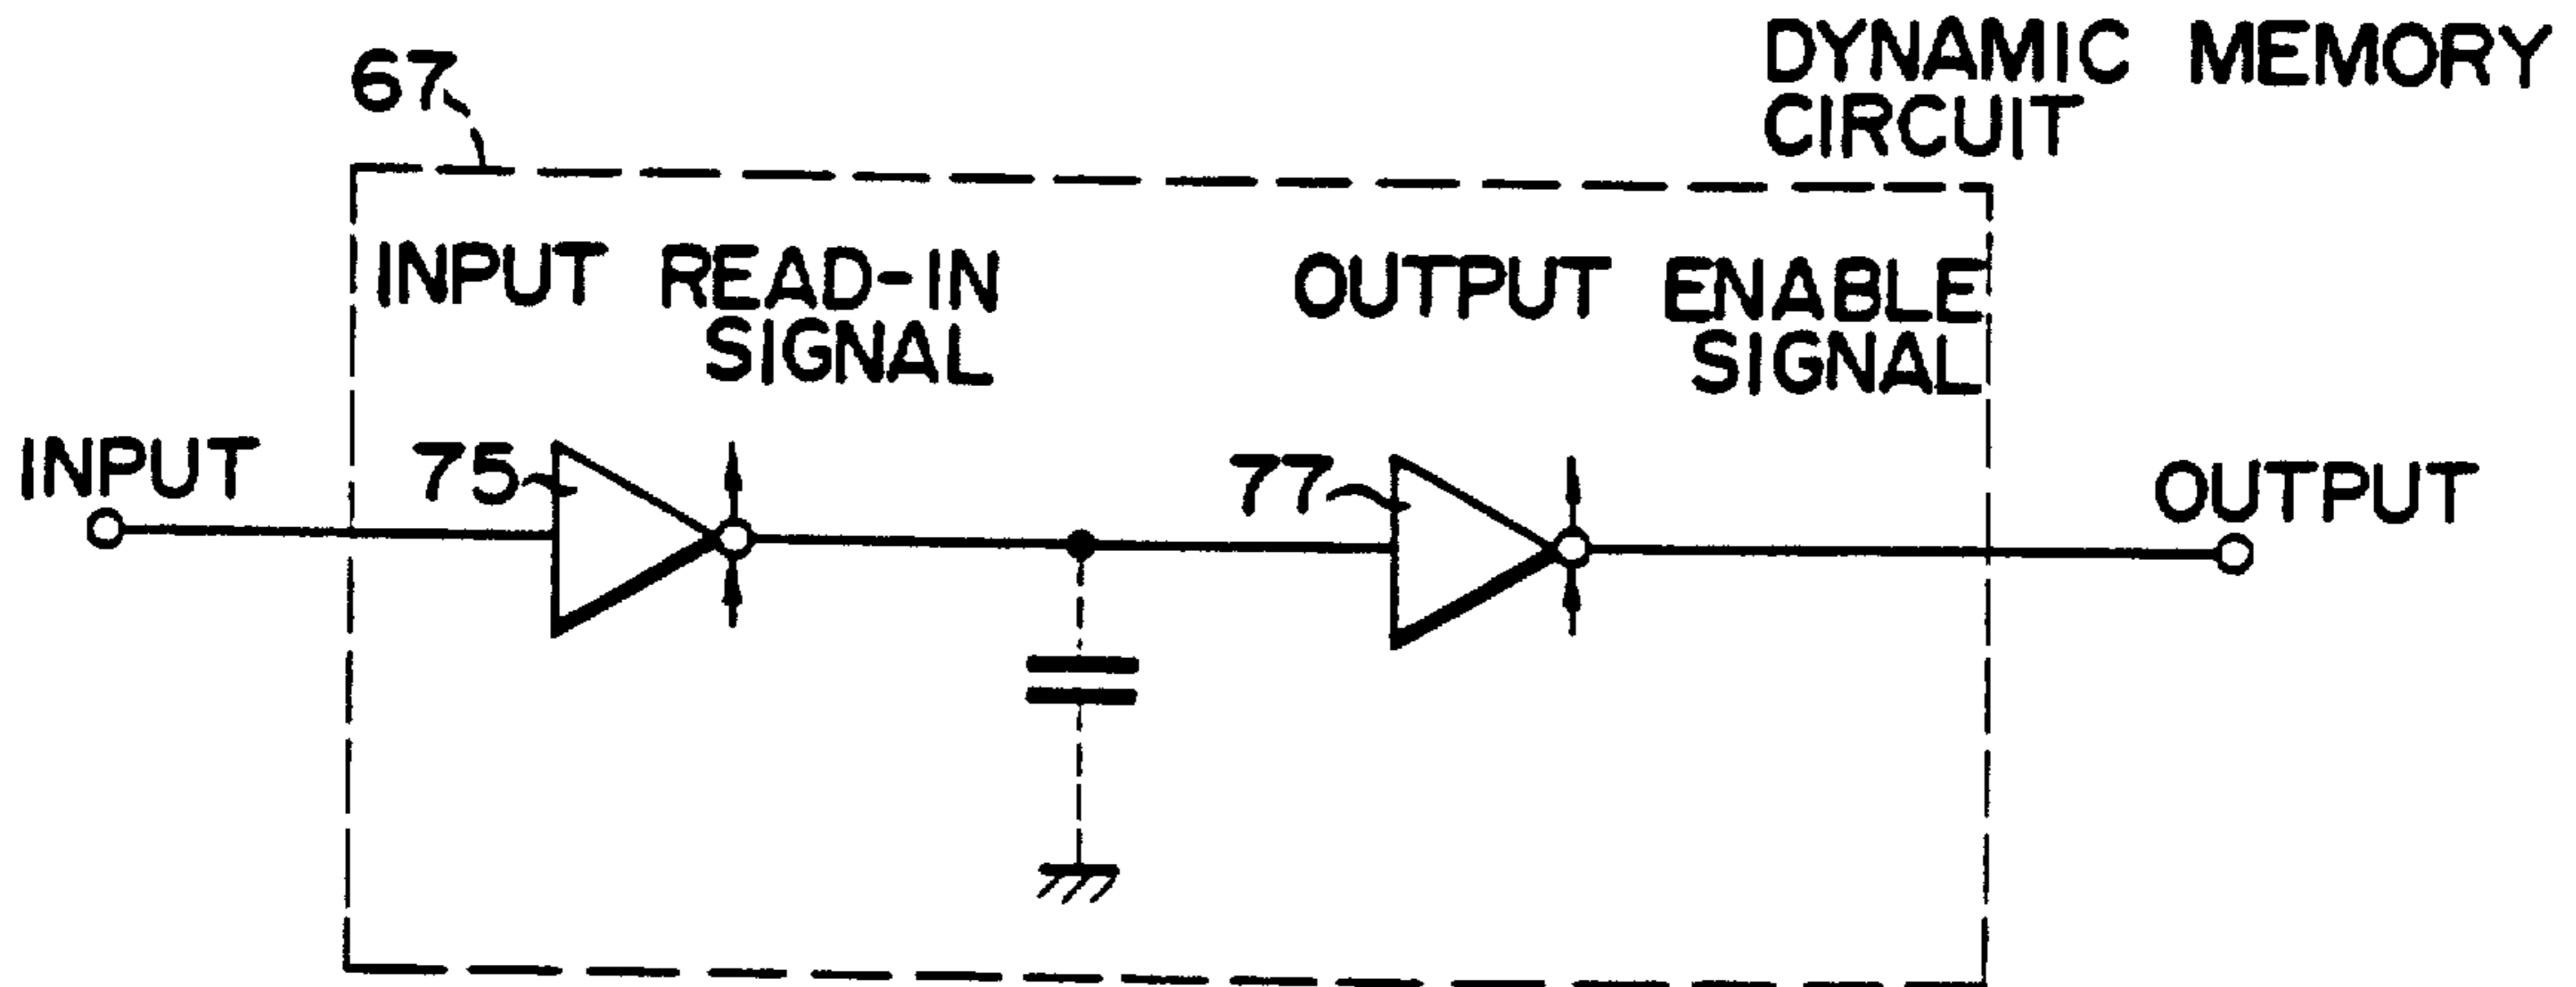 DYNAMIC MEMORY
CIRCUIT
67
INPUT READ-IN
SIGNAL
OUTPUT ENABLE
SIGNAL
INPUT
75
77
OUTPUT